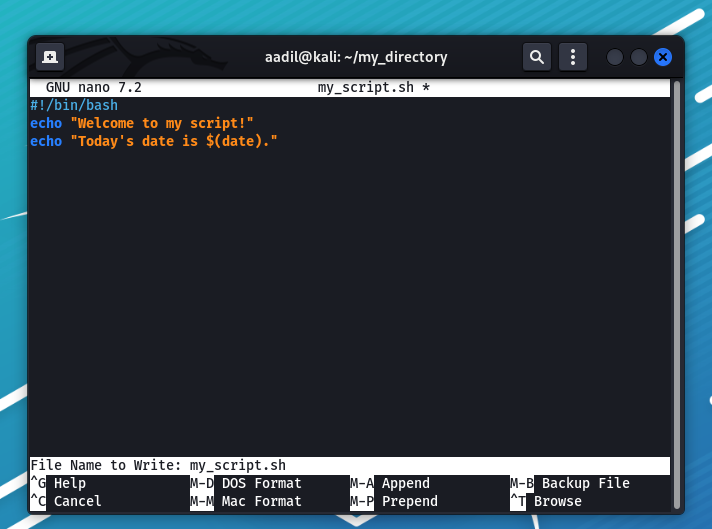 aadil@kali: ~/my_directory
GNU nano 7.2 my_script.sh *
#!/bin/bash
echo "Welcome to my script!"
echo "Today's date is $(date)."
File Name to Write: my_script.sh
^G Help M-D DOS Format M-A Append M-B Backup File
^C Cancel M-M Mac Format M-P Prepend ^T Browse